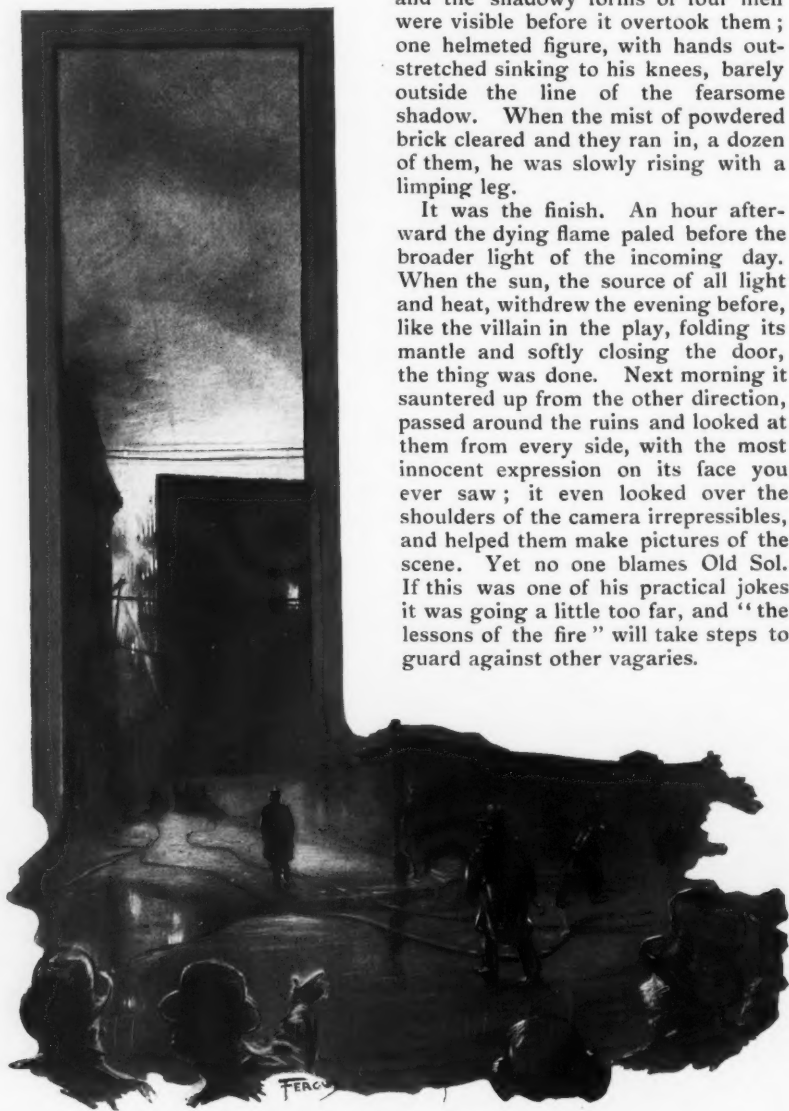 and the shadowy forms of four men
were visible before it overtook them ;
one helmeted figure, with hands out-
stretched sinking to his knees, barely
outside the line of the fearsome
shadow. When the mist of powdered
brick cleared and they ran in, a dozen
of them, he was slowly rising with a
limping leg.
It was the finish. An hour after-
ward the dying flame paled before the
broader light of the incoming day.
When the sun, the source of all light
and heat, withdrew the evening before,
like the villain in the play, folding its
mantle and softly closing the door,
the thing was done. Next morning it
sauntered up from the other direction,
passed around the ruins and looked at
them from every side, with the most
innocent expression on its face you
ever saw ; it even looked over the
shoulders of the camera irrepressibles,
and helped them make pictures of the
scene. Yet no one blames Old Sol.
If this was one of his practical jokes
it was going a little too far, and “ the
lessons of the fire ” will take steps to
guard against other vagaries.